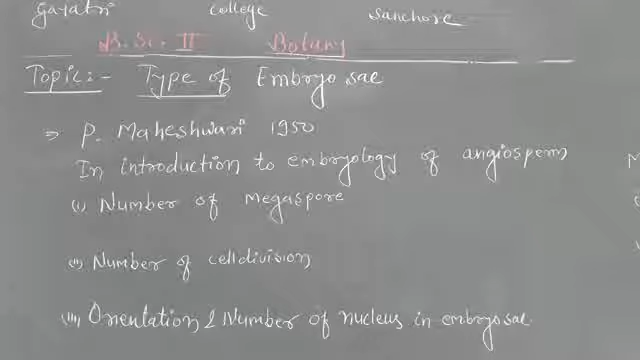 Gayatri college Sanchore
B.Sc. II Botany
Topic:- Type of Embryo sac
⇒ P. Maheshwari 1950
In introduction to embryology of angiosperm
(i) Number of megaspore
(ii) Number of celldivision
(iii) Orientation & Number of nucleus in embryosac